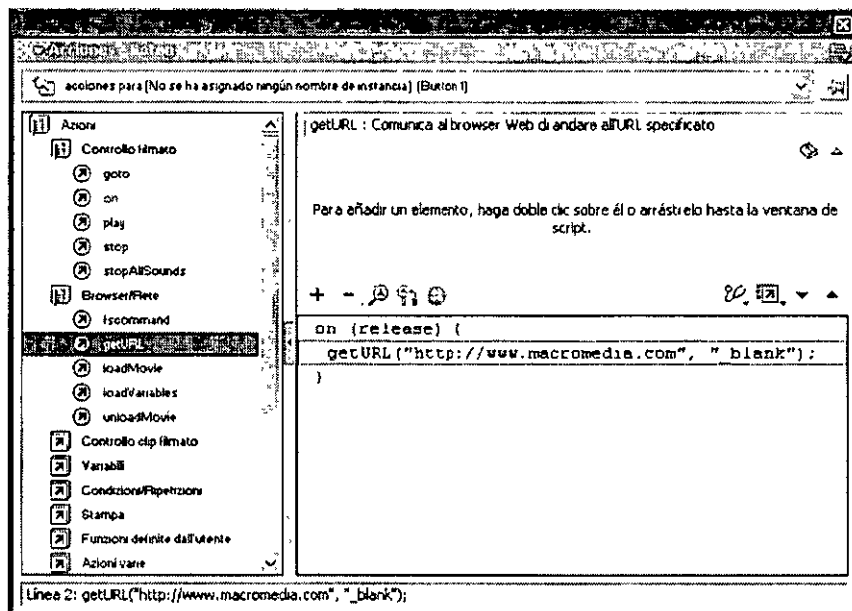 acciones para [No se ha asignado ningún nombre de instancia] (Button 1)
Azioni
Controllo filmato
goto
on
play
stop
stopAllSounds
Browser/Rete
fscommand
getURL
loadMovie
loadVariables
unloadMovie
Controllo clip filmato
Variabili
Condizioni/Ripetizioni
Stampa
Funzioni definite dall'utente
Azioni varie
getURL : Comunica al browser Web di andare all'URL specificato
Para añadir un elemento, haga doble clic sobre él o arrástrelo hasta la ventana de
script.
on (release) {
getURL("http://www.macromedia.com", "_blank");
}
Línea 2: getURL("http://www.macromedia.com", "_blank");